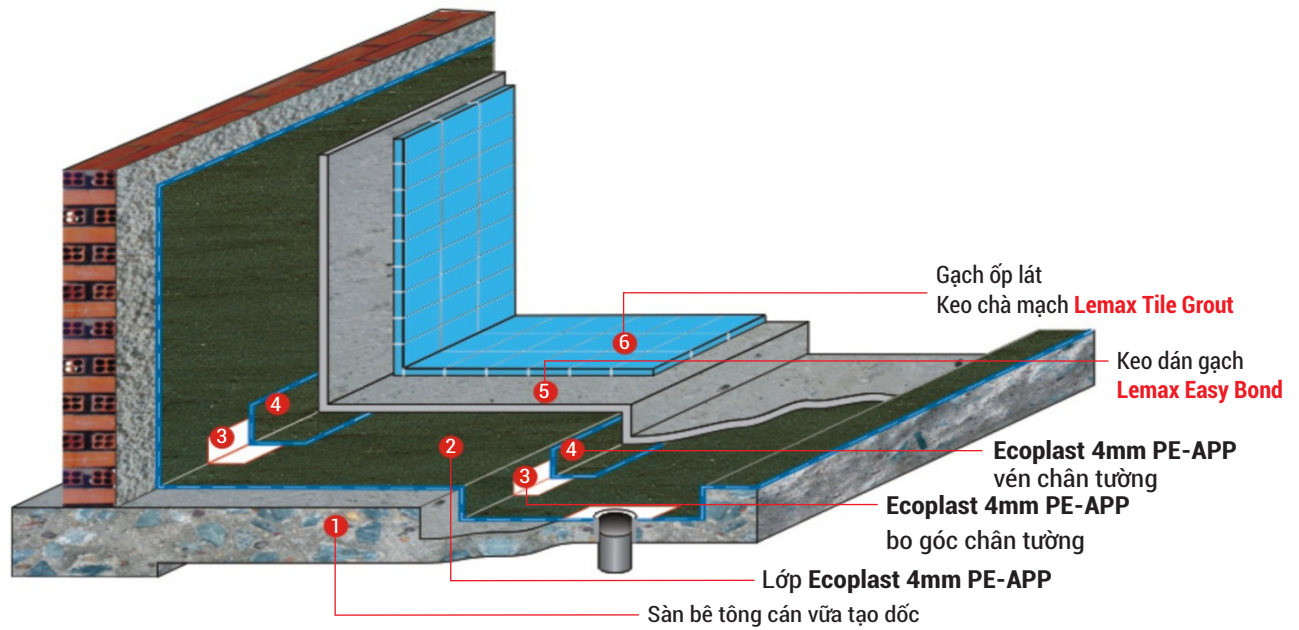 Gạch ốp lát
Keo chà mạch Lemax Tile Grout
6
Keo dán gạch
Lemax Easy Bond
5
4
3
2
4
3
1
Ecoplast 4mm PE-APP
vén chân tường
Ecoplast 4mm PE-APP
bo góc chân tường
Lớp Ecoplast 4mm PE-APP
Sàn bê tông cán vữa tạo dốc